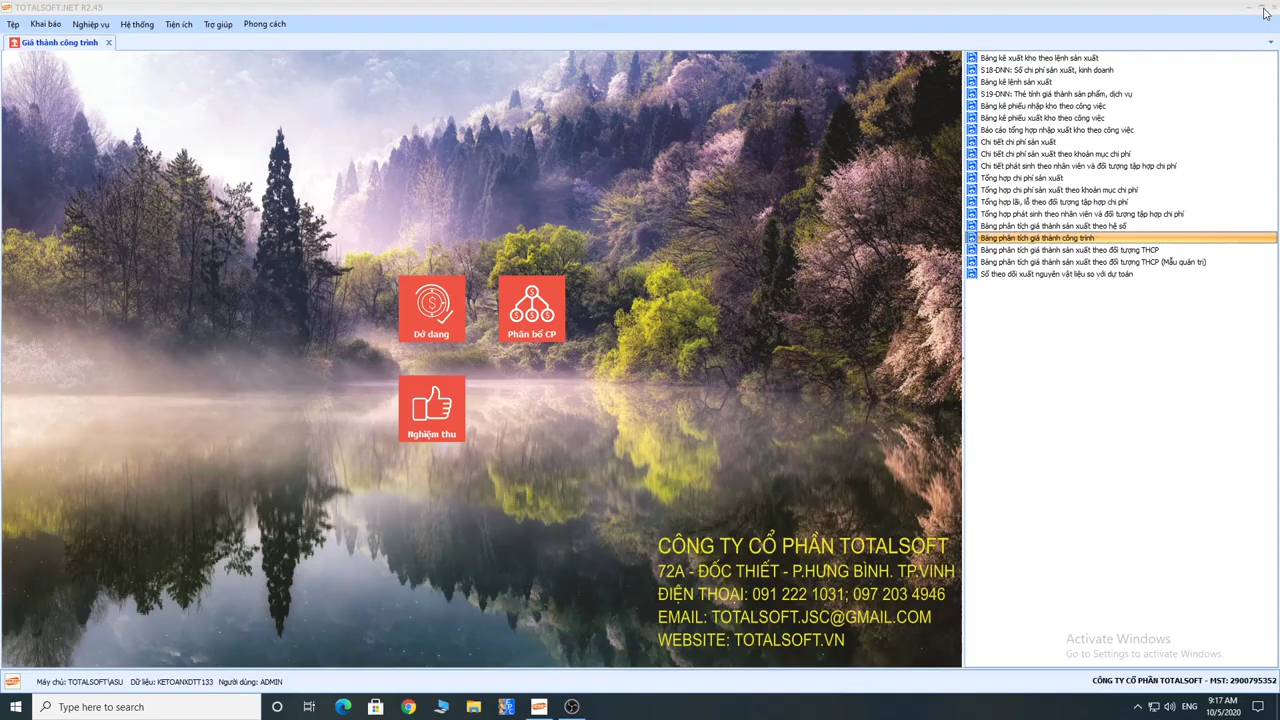 TOTALSOFT.NET R2.45
Tệp Khai báo Nghiệp vụ Hệ thống Tiện ích Trợ giúp Phong cách
Giá thành công trình
Bảng kê xuất kho theo lệnh sản xuất
S18-DNN: Sổ chi phí sản xuất, kinh doanh
Bảng kê lệnh sản xuất
S19-DNN: Thẻ tính giá thành sản phẩm, dịch vụ
Bảng kê phiếu nhập kho theo công việc
Bảng kê phiếu xuất kho theo công việc
Báo cáo tổng hợp nhập xuất kho theo công việc
Chi tiết chi phí sản xuất
Chi tiết chi phí sản xuất theo khoản mục chi phí
Chi tiết phát sinh theo nhân viên và đối tượng tập hợp chi phí
Tổng hợp chi phí sản xuất
Tổng hợp chi phí sản xuất theo khoản mục chi phí
Tổng hợp lãi, lỗ theo đối tượng tập hợp chi phí
Tổng hợp phát sinh theo nhân viên và đối tượng tập hợp chi phí
Bảng phân tích giá thành sản xuất theo hệ số
Bảng phân tích giá thành công trình
Bảng phân tích giá thành sản xuất theo đối tượng THCP
Bảng phân tích giá thành sản xuất theo đối tượng THCP (Mẫu quản trị)
Sổ theo dõi xuất nguyên vật liệu so với dự toán
Dở dang
Phân bổ CP
Nghiệm thu
CÔNG TY CỔ PHẦN TOTALSOFT
72A - ĐỐC THIẾT - P.HƯNG BÌNH. TP.VINH
ĐIỆN THOẠI: 091 222 1031; 097 203 4946
EMAIL: TOTALSOFT.JSC@GMAIL.COM
WEBSITE: TOTALSOFT.VN
Activate Windows
Go to Settings to activate Windows.
Máy chủ: TOTALSOFT\ASU Dữ liệu: KETOANXDTT133 Người dùng: ADMIN
CÔNG TY CỔ PHẦN TOTALSOFT - MST: 2900795352
Type here to search
ENG
9:17 AM
10/5/2020